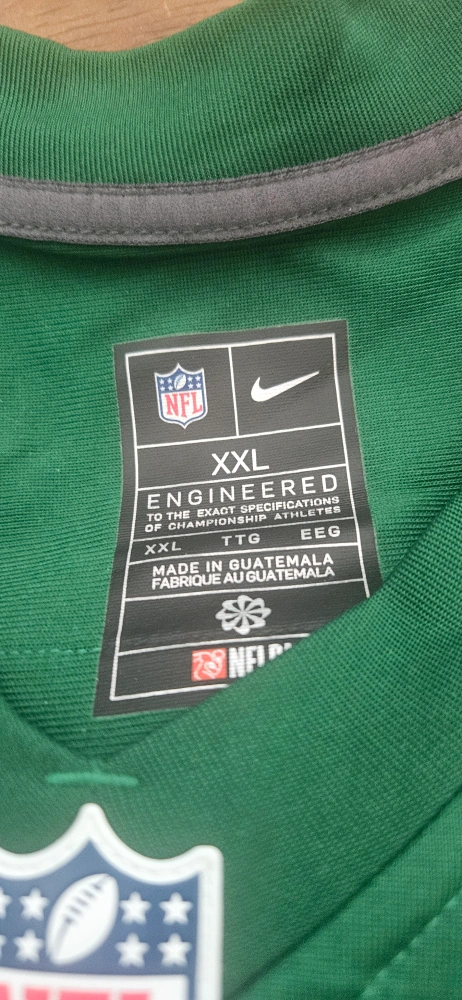 NFL
XXL
ENGINEERED
TO THE EXACT SPECIFICATIONS
OF CHAMPIONSHIP ATHLETES
XXL TTG EEG
MADE IN GUATEMALA
FABRIQUE AU GUATEMALA
NFL